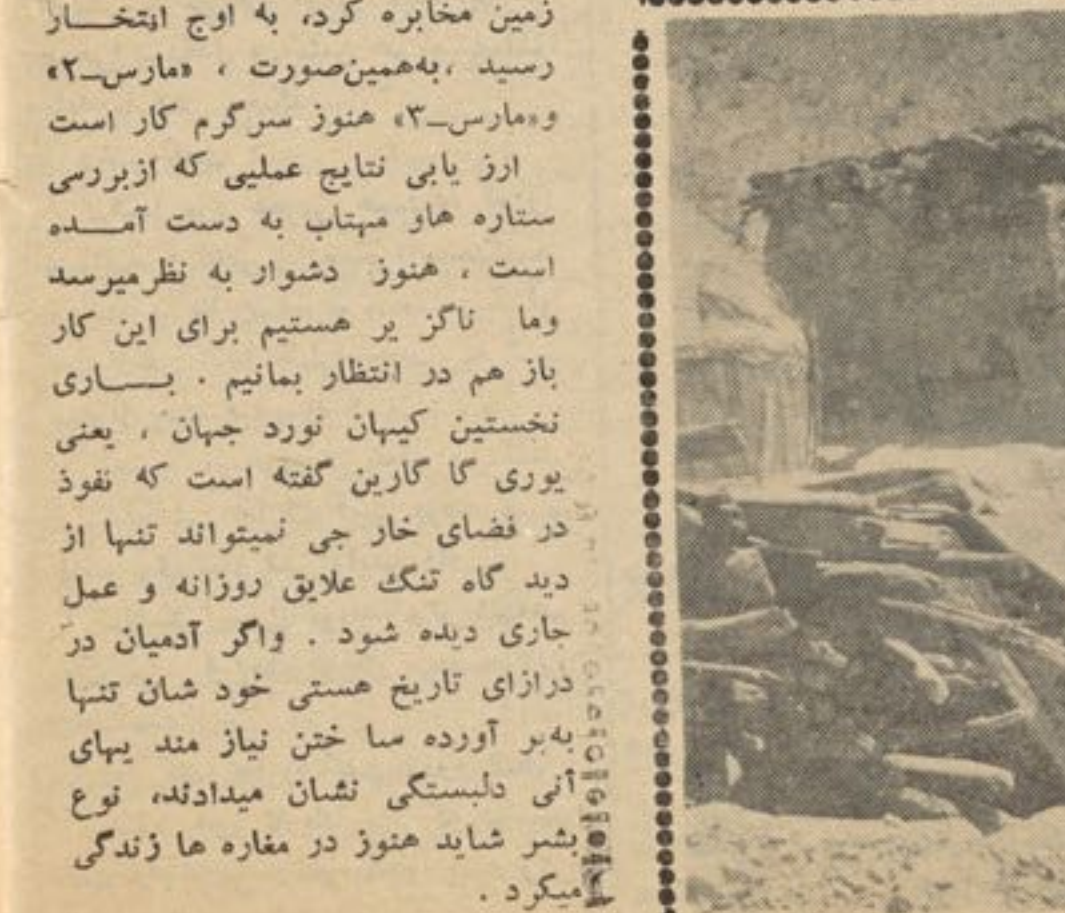 زمین مخابره کرد، به اوج افتخـــار
رسید ،به‌همین‌صورت ، «مارس_۲»
و«مارس_۳» هنوز سرگرم کار است
ارز یابی نتایج عملیی که ازبررسی
ستاره هاو مهتاب به دست آمـــده
است ، هنوز دشوار به نظرمیرسد
وما ناگز یر هستیم برای این کار
باز هم در انتظار بمانیم . بـــاری
نخستین کیهان نورد جهان ، یعنی
یوری گا گارین گفته است که نفوذ
در فضای خار جی نمیتواند تنها از
دید گاه تنگ علایق روزانه و عمل
جاری دیده شود . واگر آدمیان در
درازای تاریخ هستی خود شان تنها
به‌بر آورده سا ختن نیاز مند یهای
آنی دلبستگی نشان میدادند، نوع
بشر شاید هنوز در مغاره ها زندگی
میکرد .